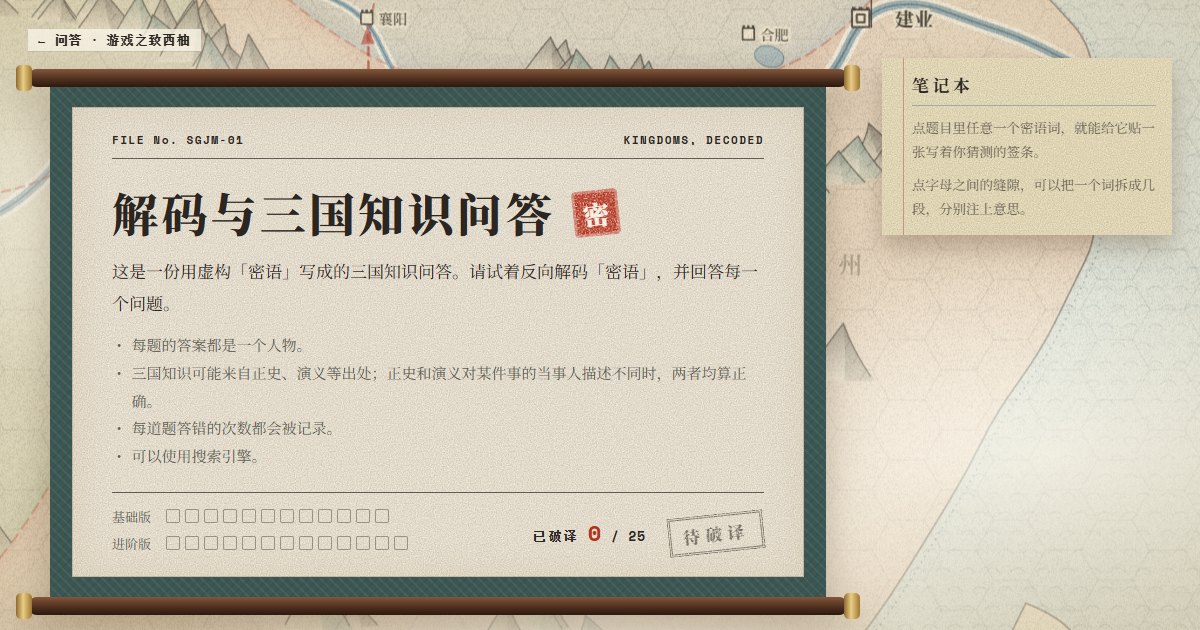 ← 问答 · 游戏之致西柚
襄阳
合肥
建业
FILE No. SGJM-01
KINGDOMS, DECODED
解码与三国知识问答
密
这是一份用虚构「密语」写成的三国知识问答。请试着反向解码「密语」，并回答每一
个问题。
· 每题的答案都是一个人物。
· 三国知识可能来自正史、演义等出处；正史和演义对某件事的当事人描述不同时，两者均算正
确。
· 每道题答错的次数都会被记录。
· 可以使用搜索引擎。
基础版
进阶版
已破译 0 / 25
待破译
笔记本
点题目里任意一个密语词，就能给它贴一
张写着你猜测的签条。
点字母之间的缝隙，可以把一个词拆成几
段，分别注上意思。
州